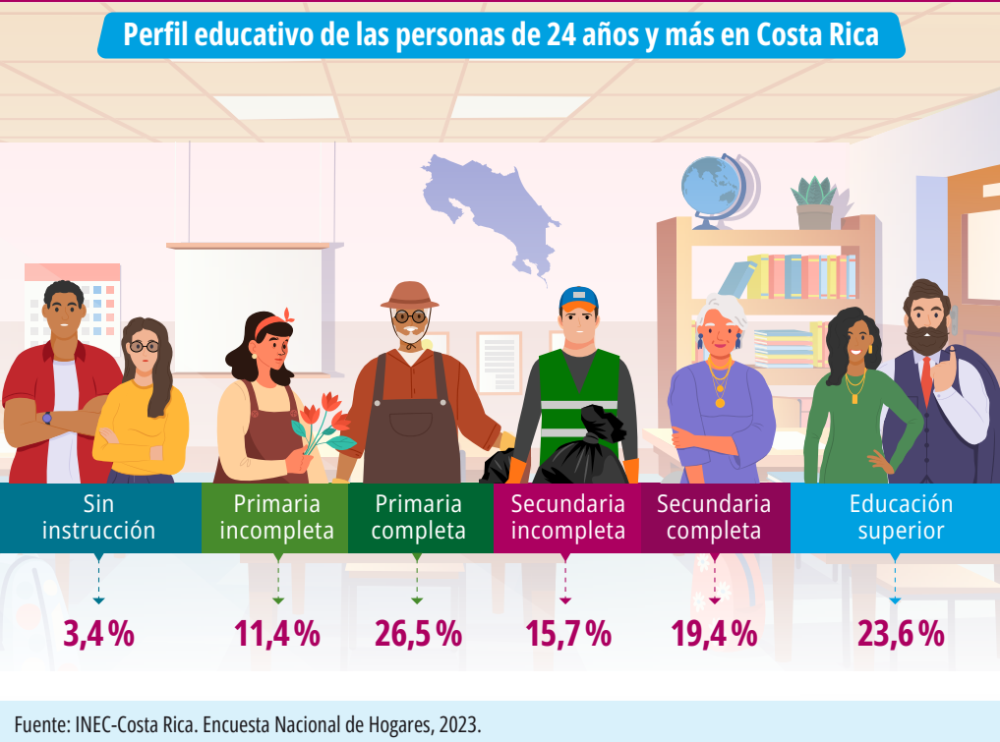 Perfil educativo de las personas de 24 años y más en Costa Rica
Sin
instrucción
Primaria
incompleta
Primaria
completa
Secundaria
incompleta
Secundaria
completa
Educación
superior
3,4 %
11,4 %
26,5 %
15,7 %
19,4 %
23,6 %
Fuente: INEC-Costa Rica. Encuesta Nacional de Hogares, 2023.